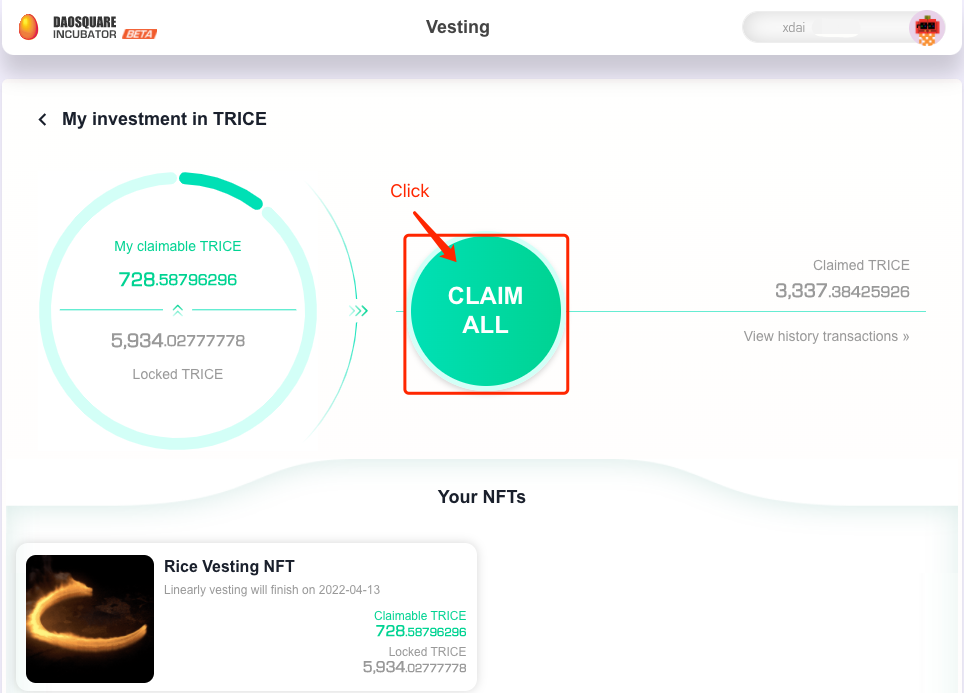 DAOSQUARE
INCUBATOR BETA
Vesting
xdai
My investment in TRICE
Click
My claimable TRICE
728.58796296
5,934.02777778
Locked TRICE
CLAIM
ALL
Claimed TRICE
3,337.38425926
View history transactions »
Your NFTs
Rice Vesting NFT
Linearly vesting will finish on 2022-04-13
Claimable TRICE
728.58796296
Locked TRICE
5,934.02777778